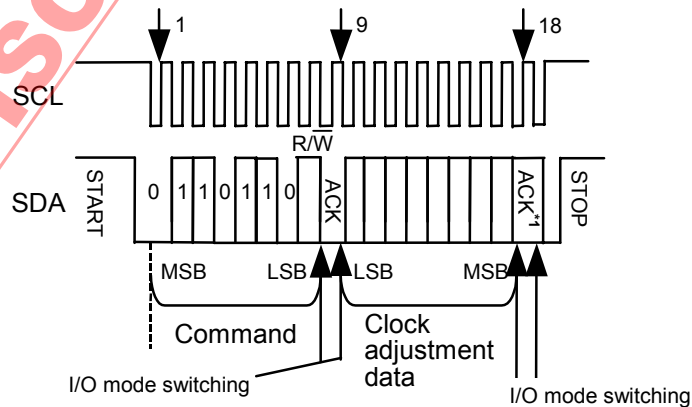 1 9 18
SCL
R/W̅
SDA START 0 1 1 0 1 1 0 ACK ACK*1 STOP
MSB LSB LSB MSB
Command
Clock
adjustment
data
I/O mode switching
I/O mode switching